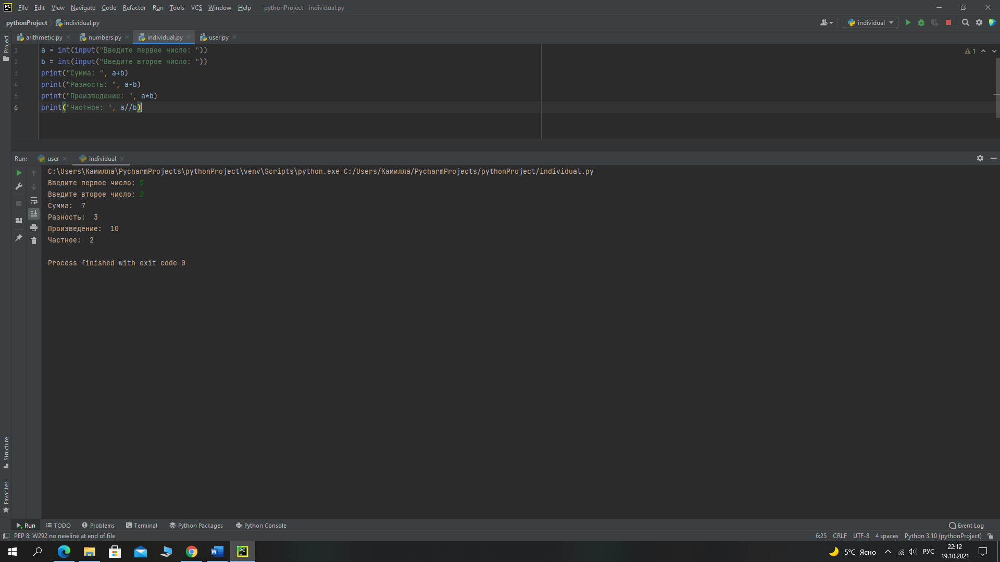 PC File Edit View Navigate Code Refactor Run Tools VCS Window Help pythonProject - individual.py
pythonProject individual.py individual
arithmetic.py numbers.py individual.py user.py
Project
1 a = int(input("Введите первое число: ")) 1
2 b = int(input("Введите второе число: "))
3 print("Сумма: ", a+b)
4 print("Разность: ", a-b)
5 print("Произведение: ", a*b)
6 print("Частное: ", a//b)
Run: user individual
C:\Users\Камилла\PycharmProjects\pythonProject\venv\Scripts\python.exe C:/Users/Камилла/PycharmProjects/pythonProject/individual.py
Введите первое число: 5
Введите второе число: 2
Сумма:  7
Разность:  3
Произведение:  10
Частное:  2
Process finished with exit code 0
Structure
Favorites
Run TODO Problems Terminal Python Packages Python Console Event Log
PEP 8: W292 no newline at end of file 6:25 CRLF UTF-8 4 spaces Python 3.10 (pythonProject)
W PC 5°C Ясно РУС 22:12
19.10.2021